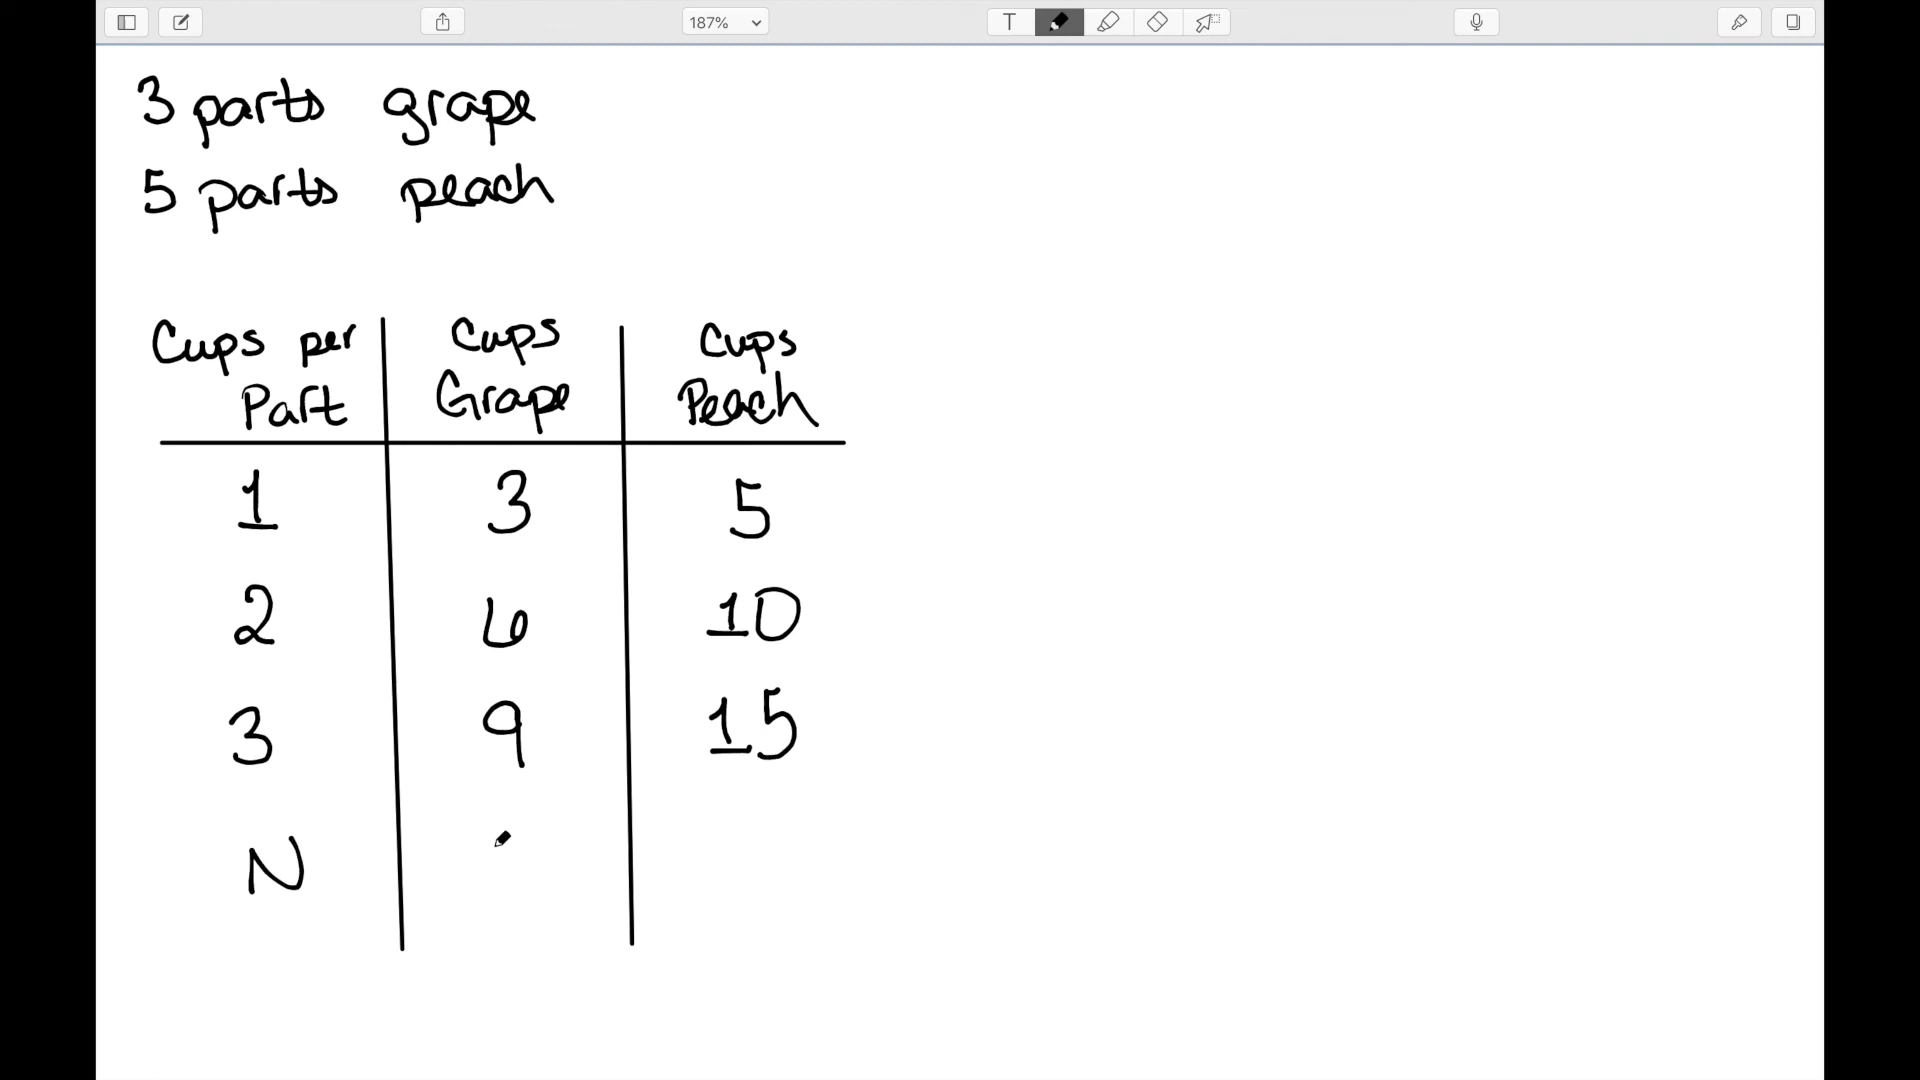 187%
T
3 parts grape
5 parts peach
Cups per Part | Cups Grape | Cups Peach
1 | 3 | 5
2 | 6 | 10
3 | 9 | 15
N